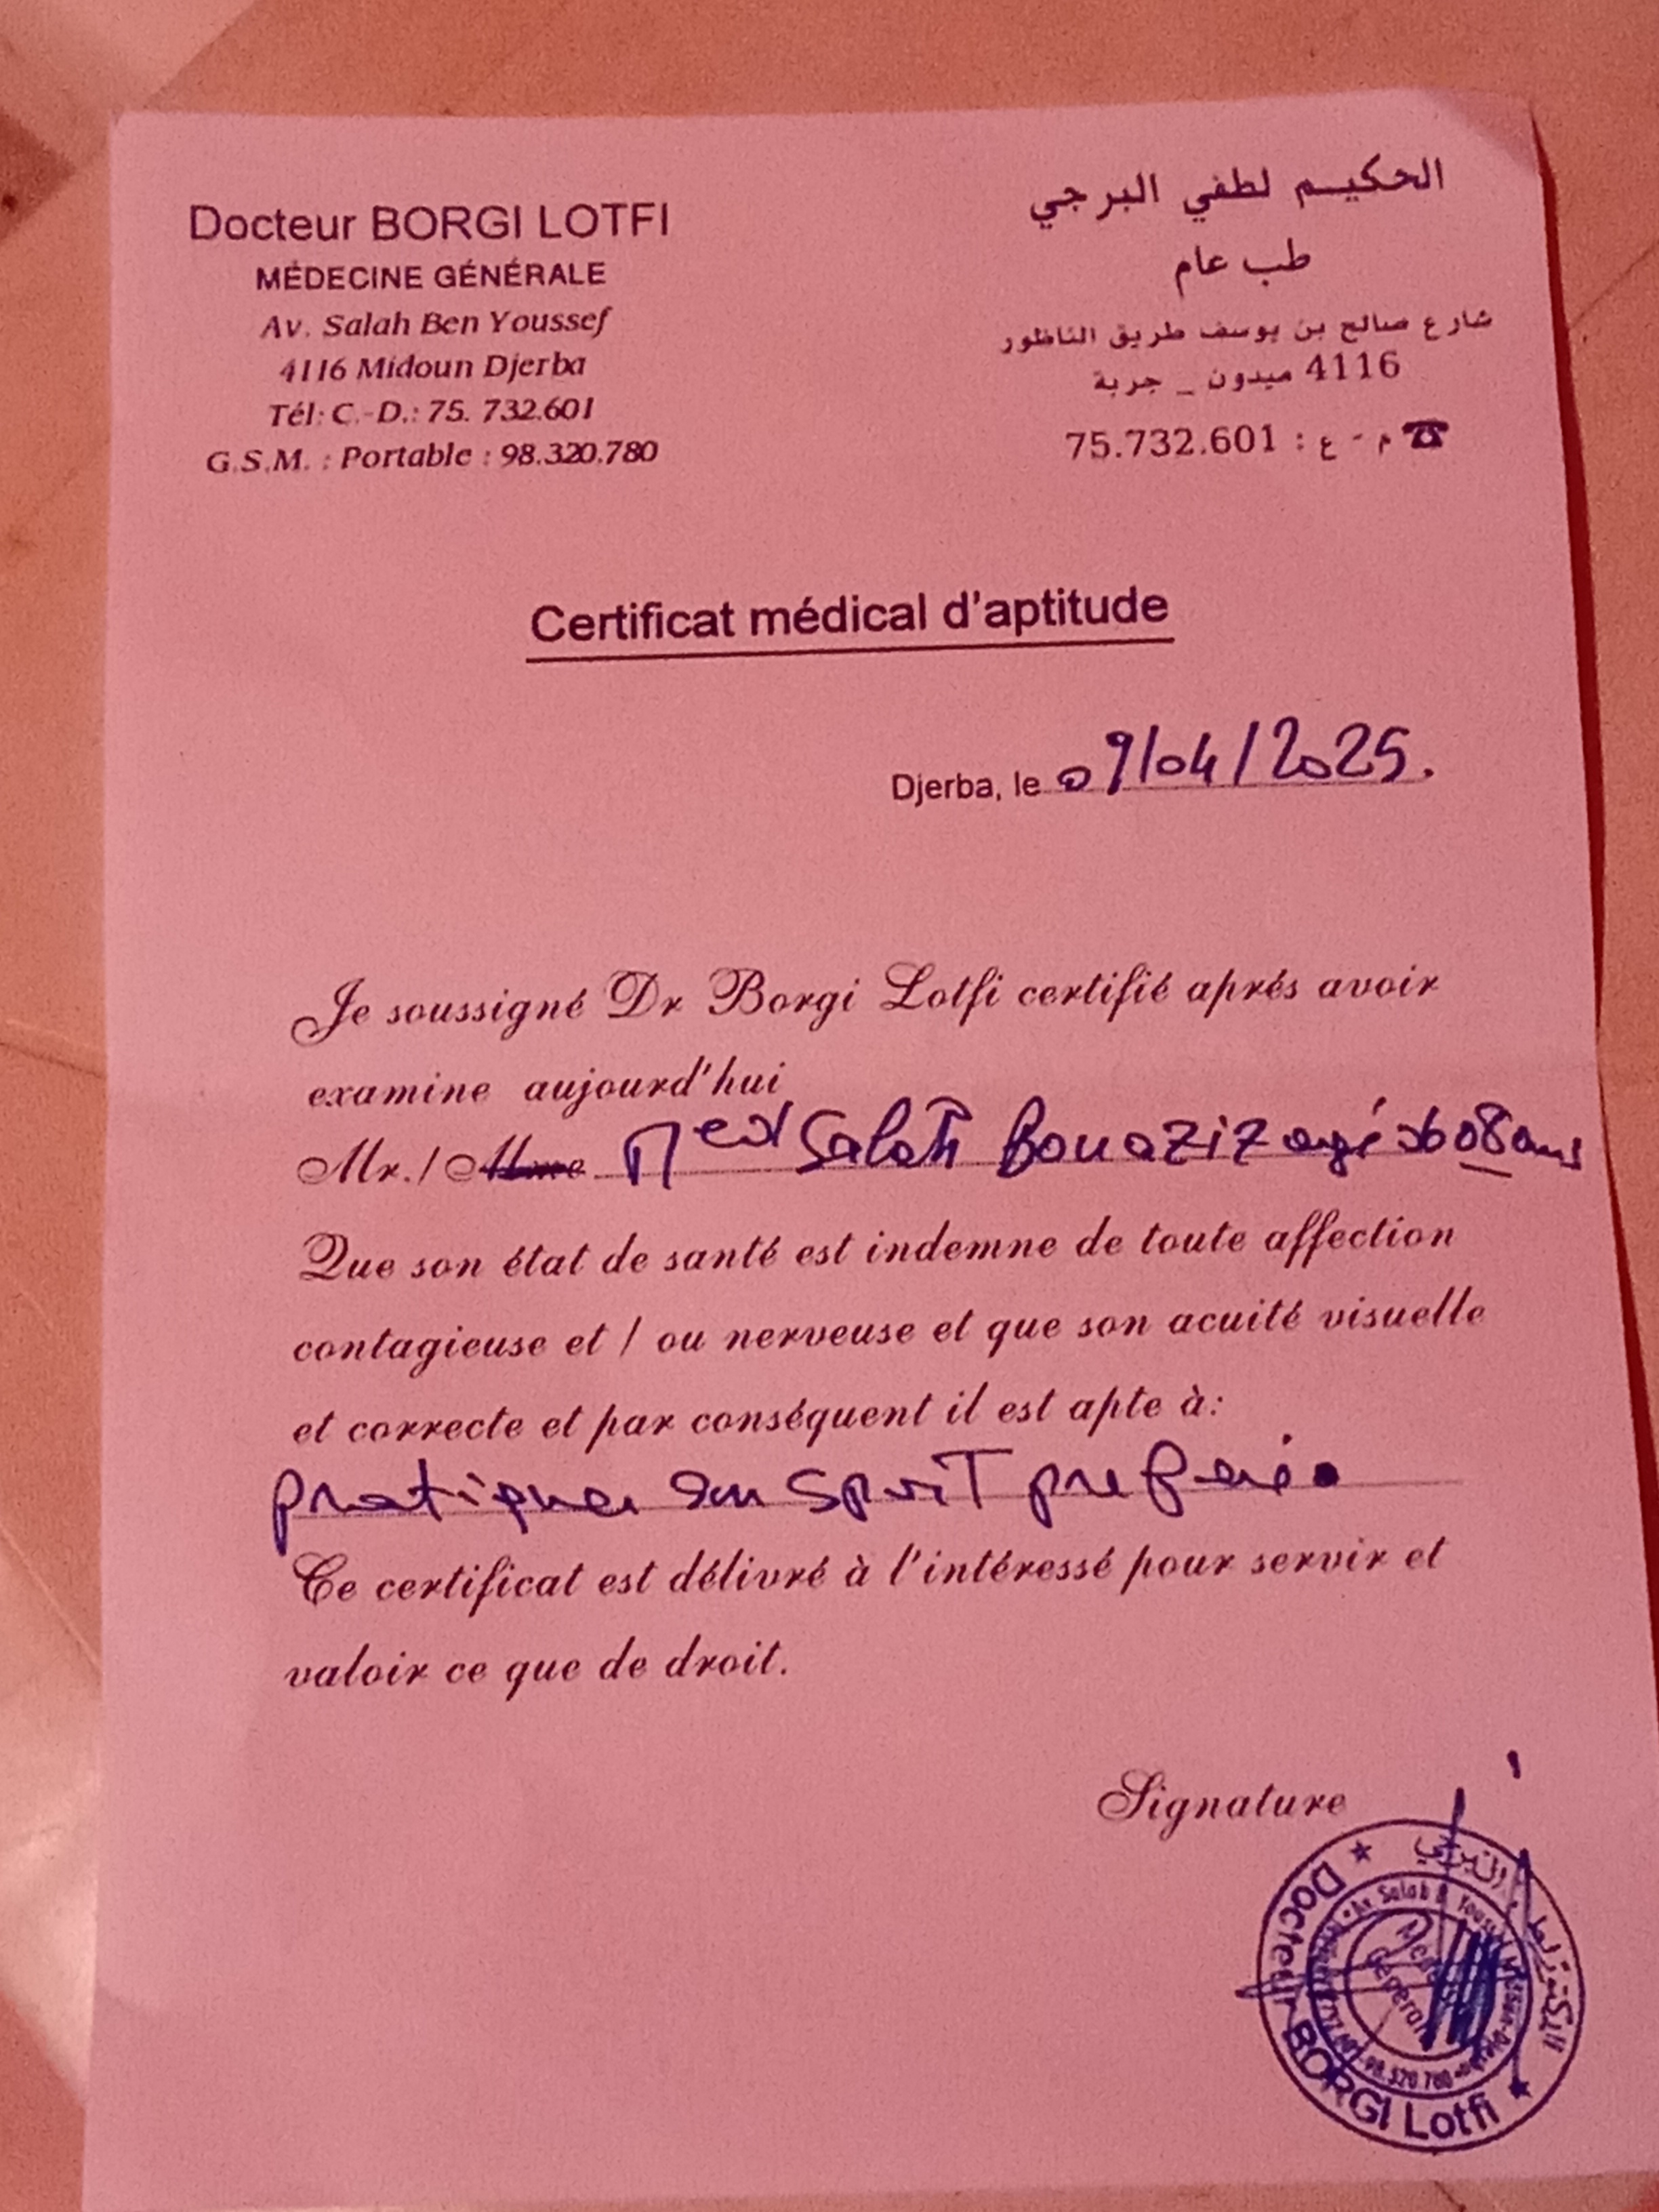 Docteur BORGI LOTFI
MÉDECINE GÉNÉRALE
Av. Salah Ben Youssef
4116 Midoun Djerba
Tél: C.-D.: 75. 732.601
G.S.M. : Portable : 98.320.780
الحكيم لطفي البرجي
طب عام
شارع صالح بن يوسف طريق الناظور
4116 ميدون _ جربة
☎ م - ع : 75.732.601
Certificat médical d'aptitude
Djerba, le 09/04/2025.
Je soussigné Dr Borgi Lotfi certifié aprés avoir
examine aujourd'hui
Mr./ Mme Med Salah Bouaziz agé de 08 ans
Que son état de santé est indemne de toute affection
contagieuse et / ou nerveuse et que son acuité visuelle
et correcte et par conséquent il est apte à:
pratiquer son sport preferé.
Ce certificat est délivré à l'intéressé pour servir et
valoir ce que de droit.
Signature
Docteur BORGI Lotfi